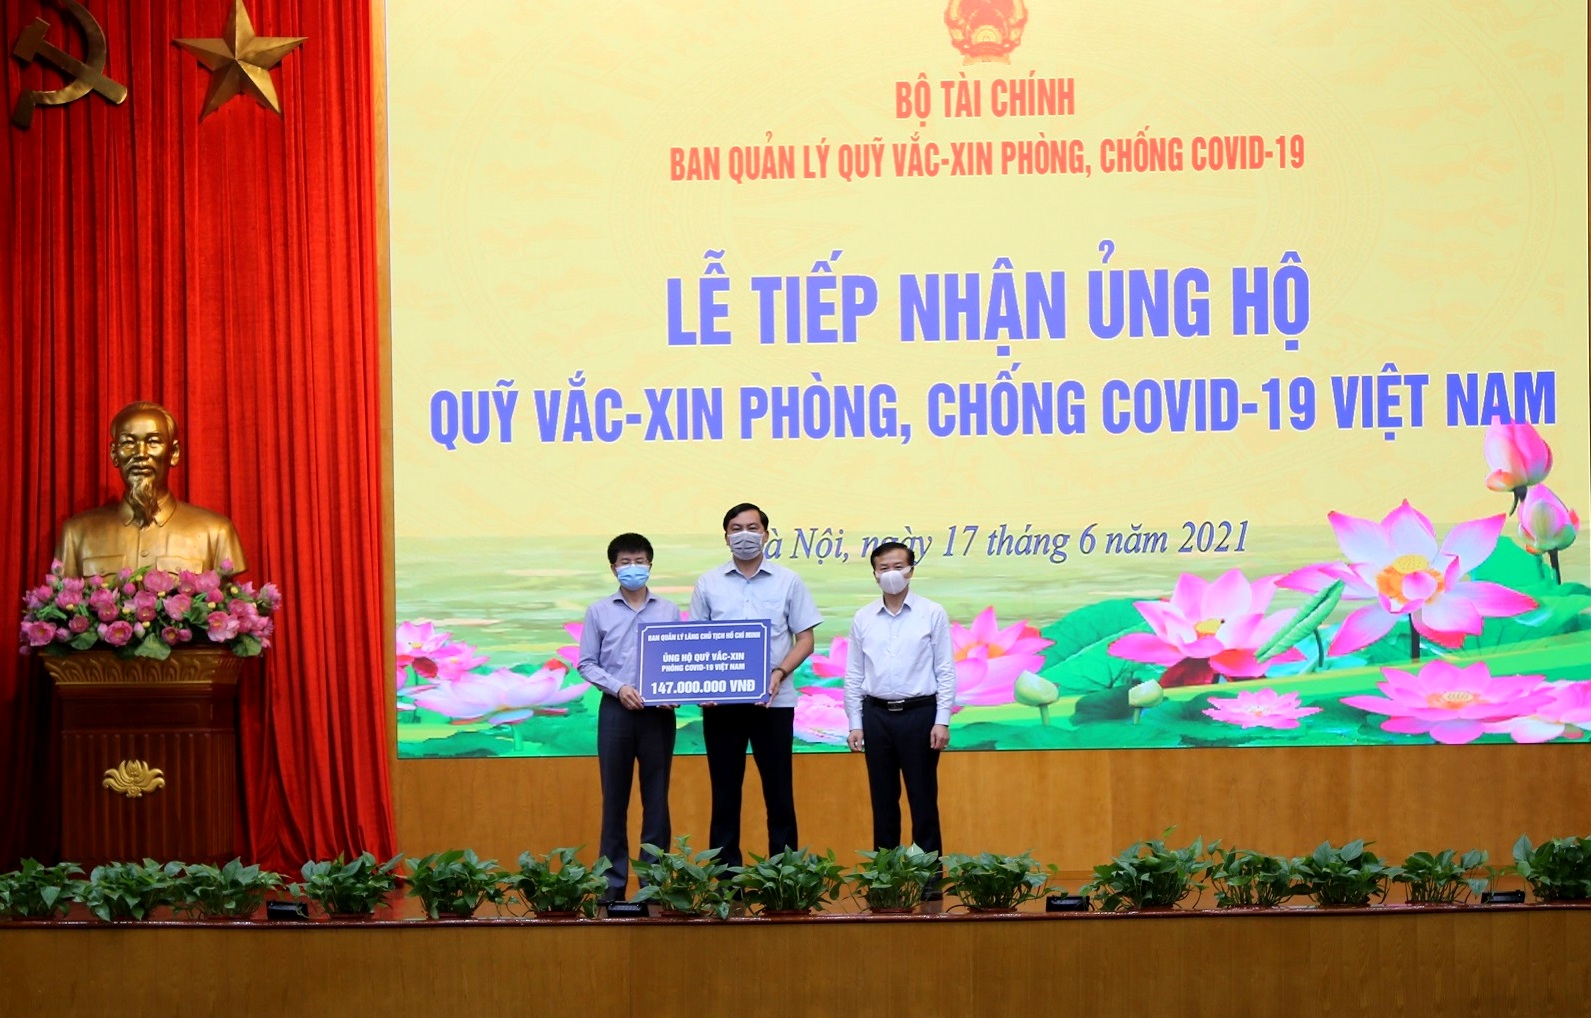 BỘ TÀI CHÍNH
BAN QUẢN LÝ QUỸ VẮC-XIN PHÒNG, CHỐNG COVID-19
LỄ TIẾP NHẬN ỦNG HỘ
QUỸ VẮC-XIN PHÒNG, CHỐNG COVID-19 VIỆT NAM
à Nội, ngày 17 tháng 6 năm 2021
BAN QUẢN LÝ LĂNG CHỦ TỊCH HỒ CHÍ MINH
ỦNG HỘ QUỸ VẮC-XIN
PHÒNG COVID-19 VIỆT NAM
147.000.000 VNĐ